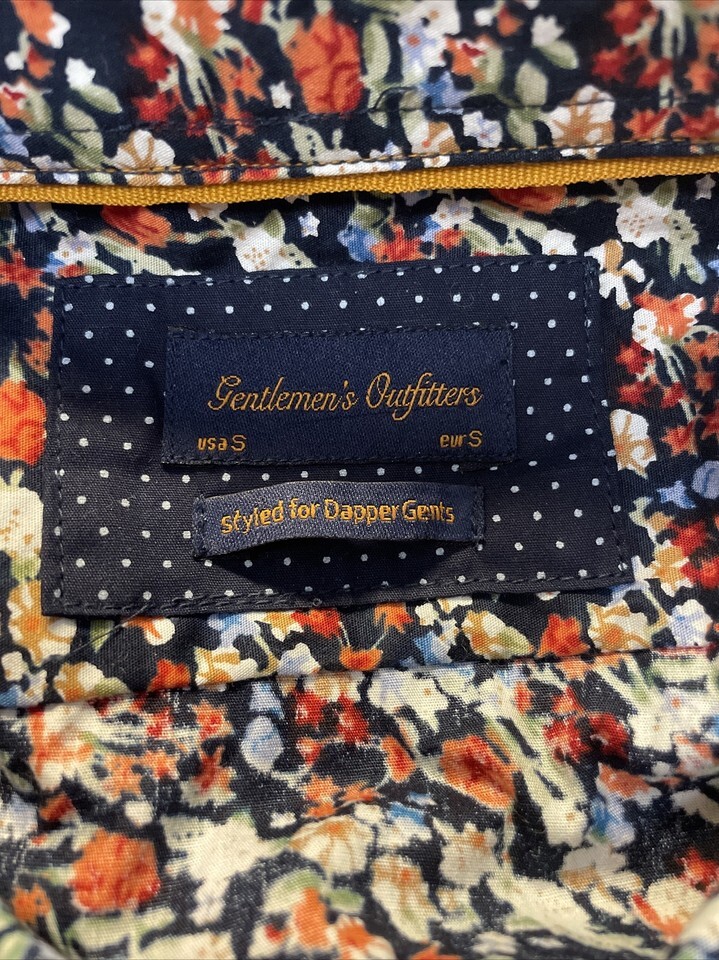 Gentlemen's Outfitters
usa S eur S
styled for Dapper Gents